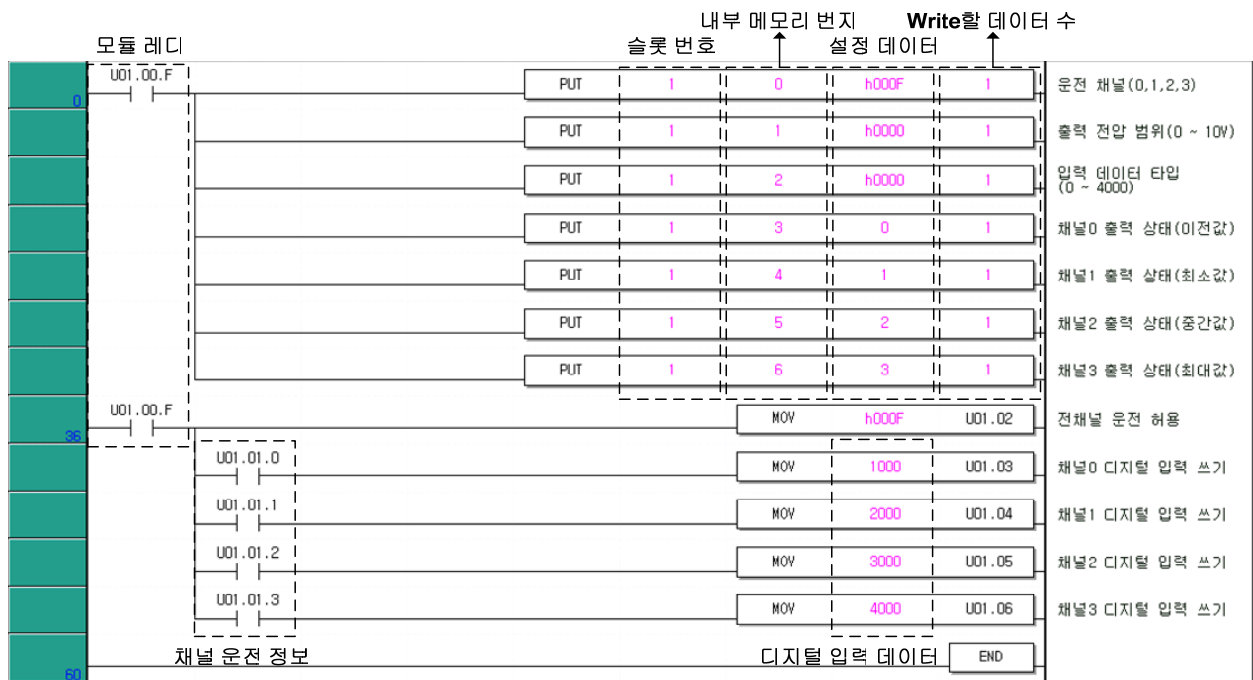 내부 메모리 번지 Write할 데이터 수
모듈 레디 슬롯 번호 설정 데이터
U01.00.F
0 PUT 1 0 h000F 1 운전 채널(0,1,2,3)
PUT 1 1 h0000 1 출력 전압 범위(0 ~ 10V)
PUT 1 2 h0000 1 입력 데이터 타입
(0 ~ 4000)
PUT 1 3 0 1 채널0 출력 상태(이전값)
PUT 1 4 1 1 채널1 출력 상태(최소값)
PUT 1 5 2 1 채널2 출력 상태(중간값)
PUT 1 6 3 1 채널3 출력 상태(최대값)
U01.00.F
36 MOV h000F U01.02 전채널 운전 허용
U01.01.0
MOV 1000 U01.03 채널0 디지털 입력 쓰기
U01.01.1
MOV 2000 U01.04 채널1 디지털 입력 쓰기
U01.01.2
MOV 3000 U01.05 채널2 디지털 입력 쓰기
U01.01.3
MOV 4000 U01.06 채널3 디지털 입력 쓰기
채널 운전 정보 디지털 입력 데이터 END
60